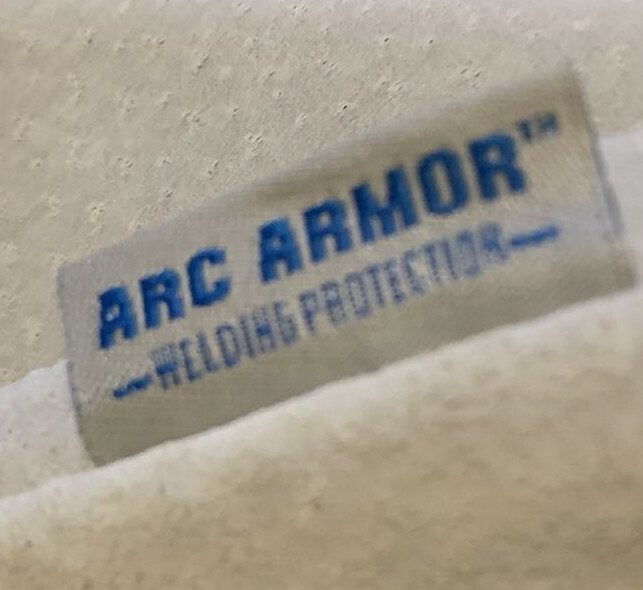 ARC ARMOR™
—WELDING PROTECTION—